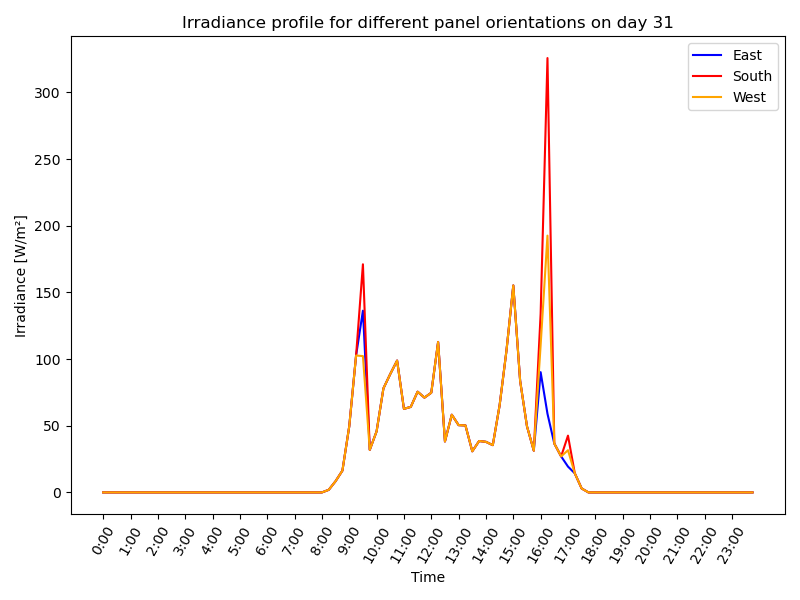 Irradiance profile for different panel orientations on day 31
East
South
West
Irradiance [W/m²]
300
250
200
150
100
50
0
0:00 1:00 2:00 3:00 4:00 5:00 6:00 7:00 8:00 9:00 10:00 11:00 12:00 13:00 14:00 15:00 16:00 17:00 18:00 19:00 20:00 21:00 22:00 23:00
Time